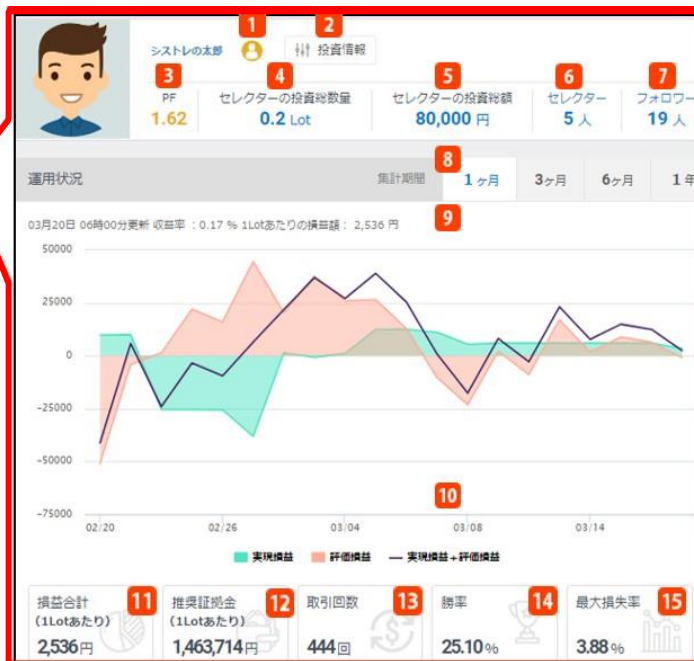 1 2
システトレの太郎 投資情報
3 4 5 6 7
PF セレクターの投資総数量 セレクターの投資総額 セレクター フォロワー
1.62 0.2 Lot 80,000 円 5 人 19 人
8
運用状況 集計期間 1 ヶ月 3ヶ月 6ヶ月 1 年
9
03月20日 06時00分更新 収益率 : 0.17 % 1Lotあたりの損益額 : 2,536 円
50000
25000
0
-25000
-50000
-75000
10
02/20 02/26 03/04 03/08 03/14
実現損益 評価損益 実現損益+評価損益
損益合計 11 推奨証拠金 12 取引回数 13 勝率 14 最大損失率 15
(1Lotあたり) (1Lotあたり)
2,536円 1,463,714円 444回 25.10% 3.88%